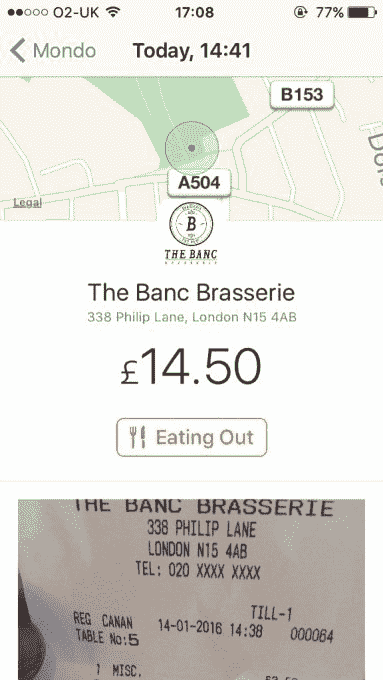 O2-UK 17:08 77%
Mondo Today, 14:41
B153
A504
Legal
B
THE BANC
BRASSERIE
The Banc Brasserie
338 Philip Lane, London N15 4AB
£14.50
Eating Out
THE BANC BRASSERIE
338 PHILIP LANE
LONDON N15 4AB
TEL: 020 XXXX XXXX
TILL-1
REG CANAN 14-01-2016 14:38 000064
TABLE No:5
1 MISC.